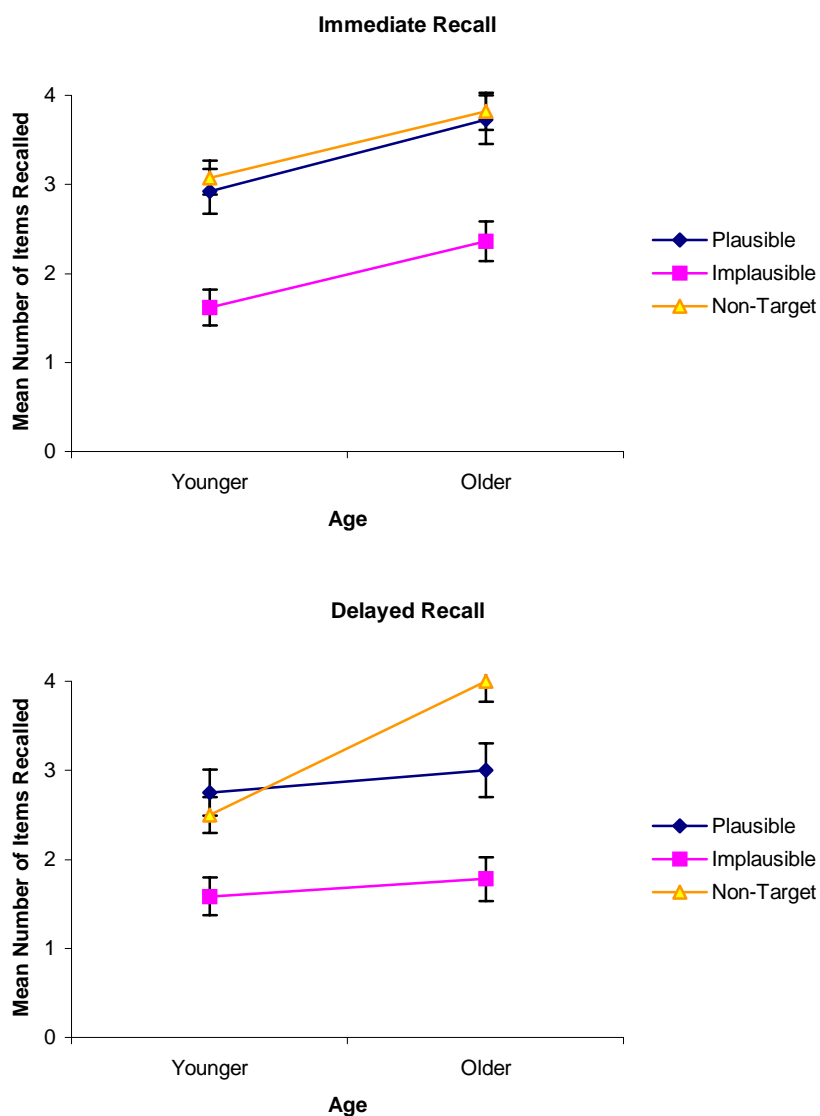 Immediate Recall
4
3
2
1
0
Mean Number of Items Recalled
Younger
Older
Age
Plausible
Implausible
Non-Target
Delayed Recall
4
3
2
1
0
Mean Number of Items Recalled
Younger
Older
Age
Plausible
Implausible
Non-Target